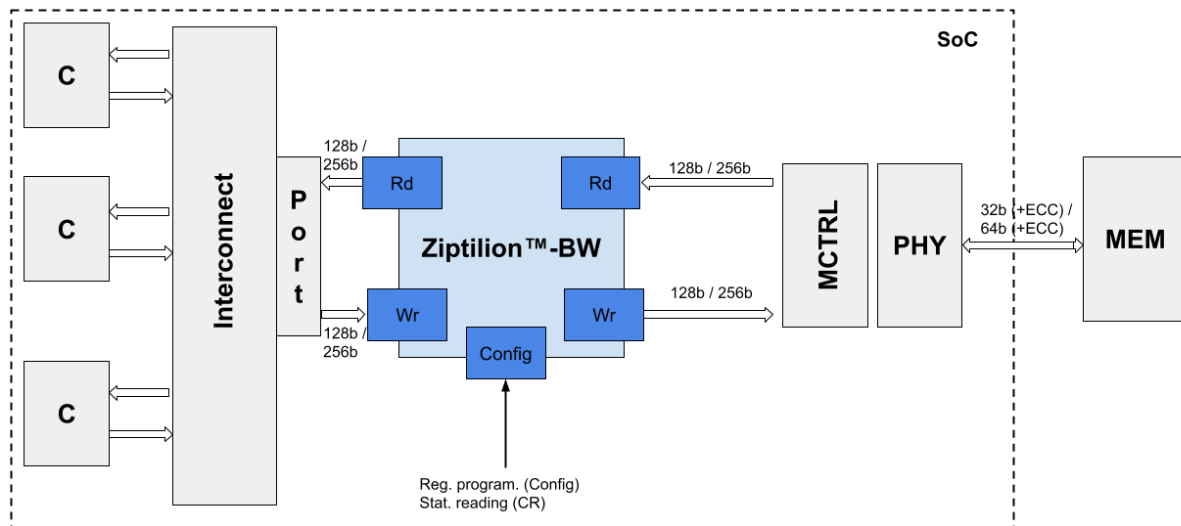 SoC
C
C
C
Interconnect
Port
128b /
256b
Rd
128b /
256b
Wr
Ziptilion™-BW
Config
Rd
128b / 256b
Wr
128b / 256b
MCTRL
PHY
32b (+ECC) /
64b (+ECC)
MEM
Reg. program. (Config)
Stat. reading (CR)